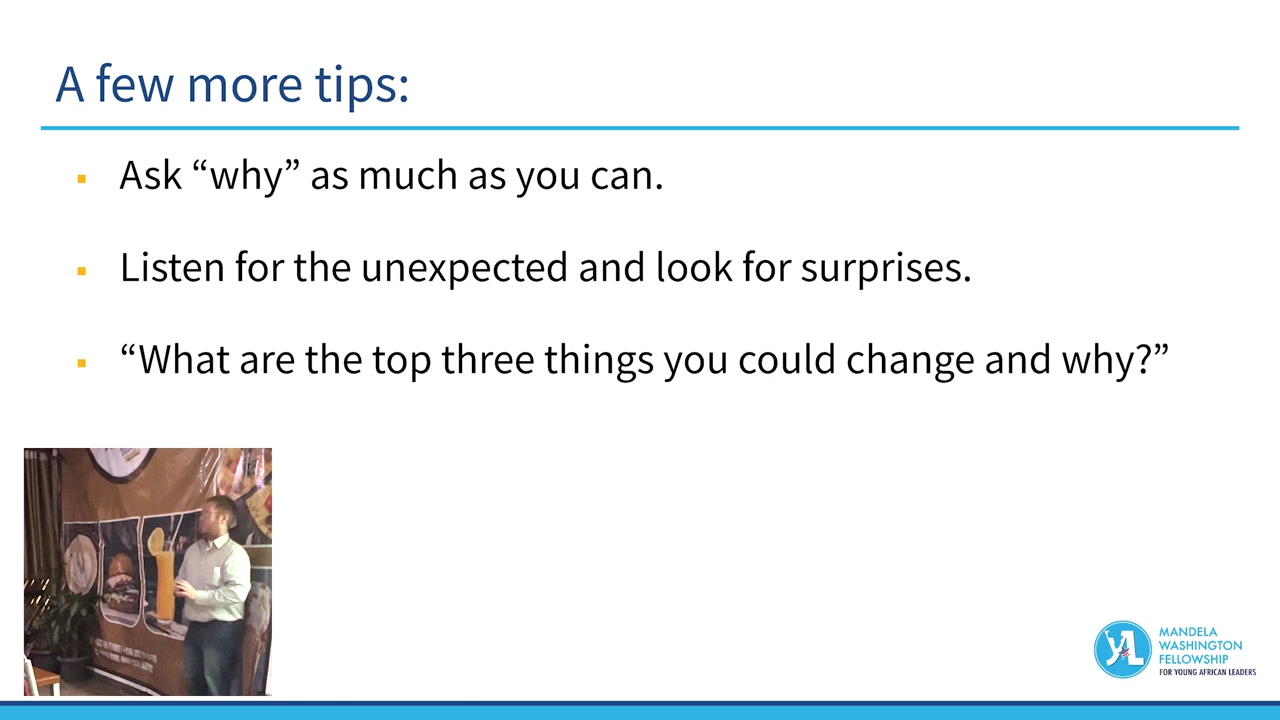 A few more tips:
Ask “why” as much as you can.
Listen for the unexpected and look for surprises.
“What are the top three things you could change and why?”
YAL
MANDELA
WASHINGTON
FELLOWSHIP
FOR YOUNG AFRICAN LEADERS